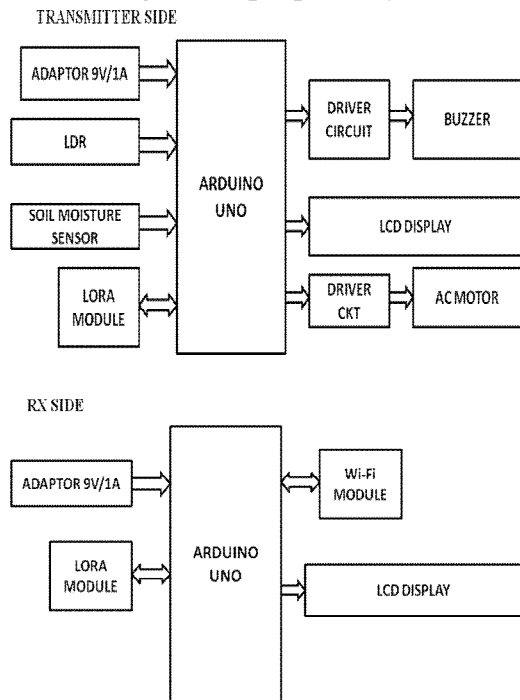 TRANSMITTER SIDE
ADAPTOR 9V/1A
LDR
SOIL MOISTURE
SENSOR
LORA
MODULE
ARDUINO
UNO
DRIVER
CIRCUIT
BUZZER
LCD DISPLAY
DRIVER
CKT
AC MOTOR
RX SIDE
ADAPTOR 9V/1A
LORA
MODULE
ARDUINO
UNO
Wi-Fi
MODULE
LCD DISPLAY